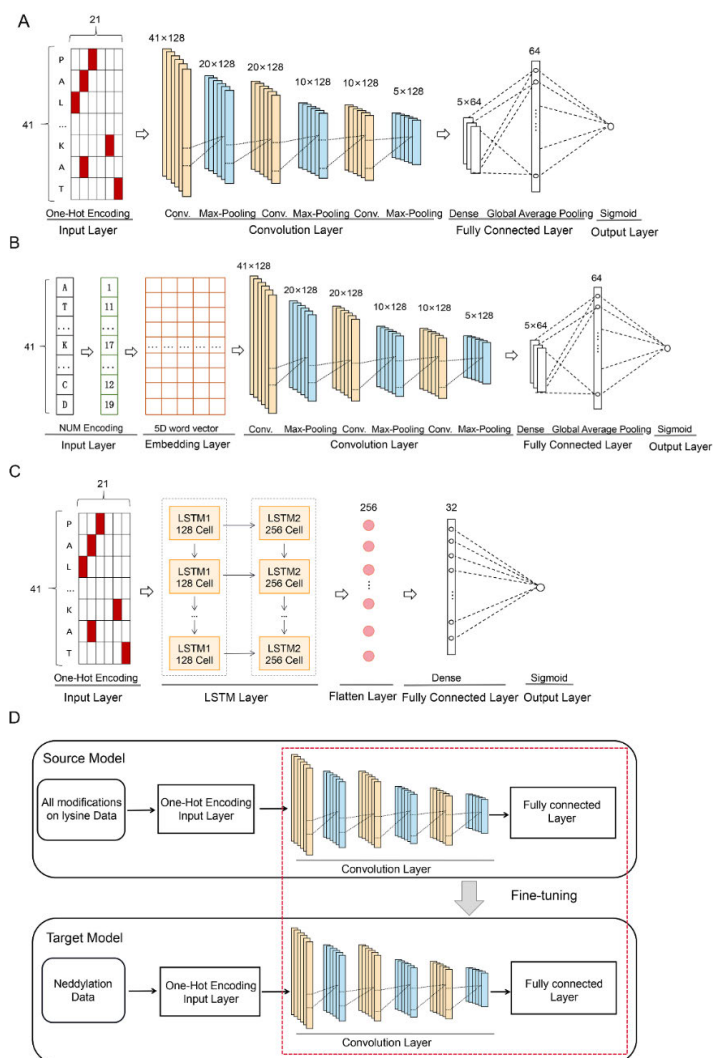 A
21
41
P
A
L
...
K
A
T
41×128
20×128
20×128
10×128
10×128
5×128
5×64
64
One-Hot Encoding
Conv. Max-Pooling Conv. Max-Pooling Conv. Max-Pooling
Dense Global Average Pooling Sigmoid
Input Layer
Convolution Layer
Fully Connected Layer
Output Layer
B
41
A
T
...
K
...
C
D
1
11
...
17
...
12
19
... ... ... ... ...
41×128
20×128
20×128
10×128
10×128
5×128
5×64
64
NUM Encoding
5D word vector
Conv. Max-Pooling Conv. Max-Pooling Conv. Max-Pooling
Dense Global Average Pooling Sigmoid
Input Layer
Embedding Layer
Convolution Layer
Fully Connected Layer
Output Layer
C
21
41
P
A
L
...
K
A
T
LSTM1
128 Cell
LSTM2
256 Cell
LSTM1
128 Cell
LSTM2
256 Cell
...
...
LSTM1
128 Cell
LSTM2
256 Cell
256
32
One-Hot Encoding
Dense
Sigmoid
Input Layer
LSTM Layer
Flatten Layer
Fully Connected Layer
Output Layer
D
Source Model
All modifications
on lysine Data
One-Hot Encoding
Input Layer
Convolution Layer
Fully connected
Layer
Fine-tuning
Target Model
Neddylation
Data
One-Hot Encoding
Input Layer
Convolution Layer
Fully connected
Layer